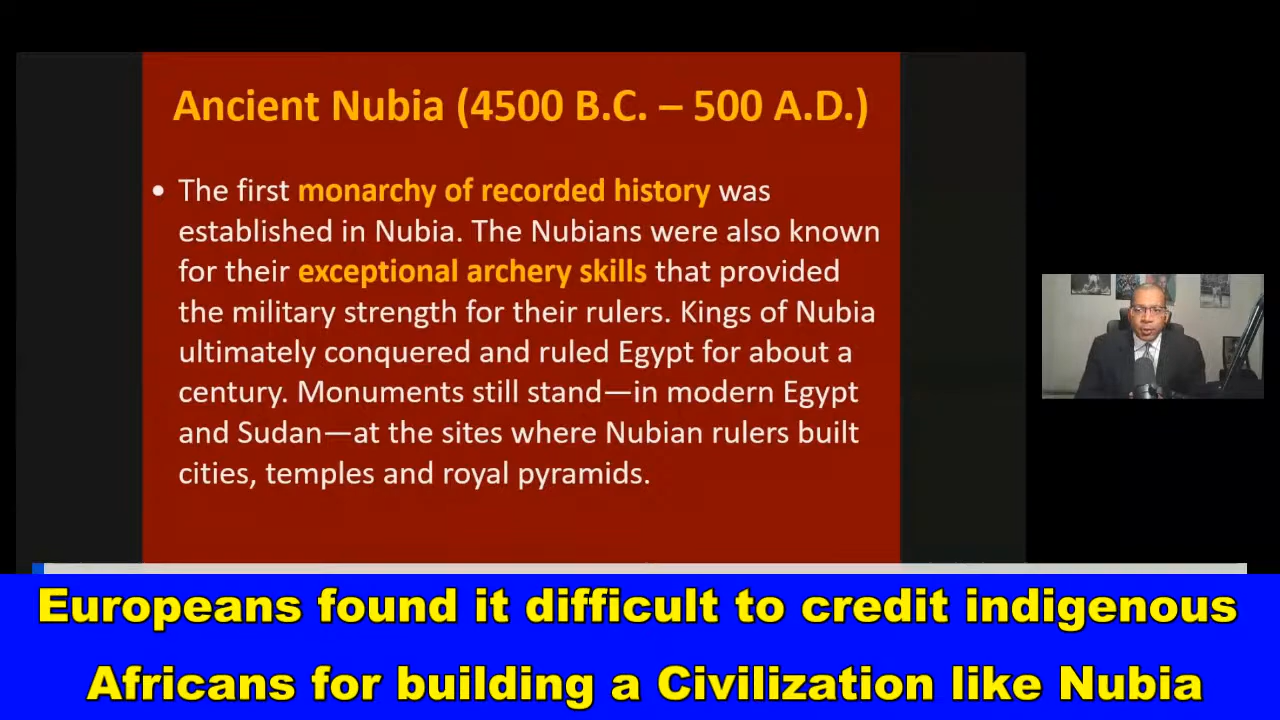 Ancient Nubia (4500 B.C. – 500 A.D.)
• The first monarchy of recorded history was
established in Nubia. The Nubians were also known
for their exceptional archery skills that provided
the military strength for their rulers. Kings of Nubia
ultimately conquered and ruled Egypt for about a
century. Monuments still stand—in modern Egypt
and Sudan—at the sites where Nubian rulers built
cities, temples and royal pyramids.
Europeans found it difficult to credit indigenous
Africans for building a Civilization like Nubia